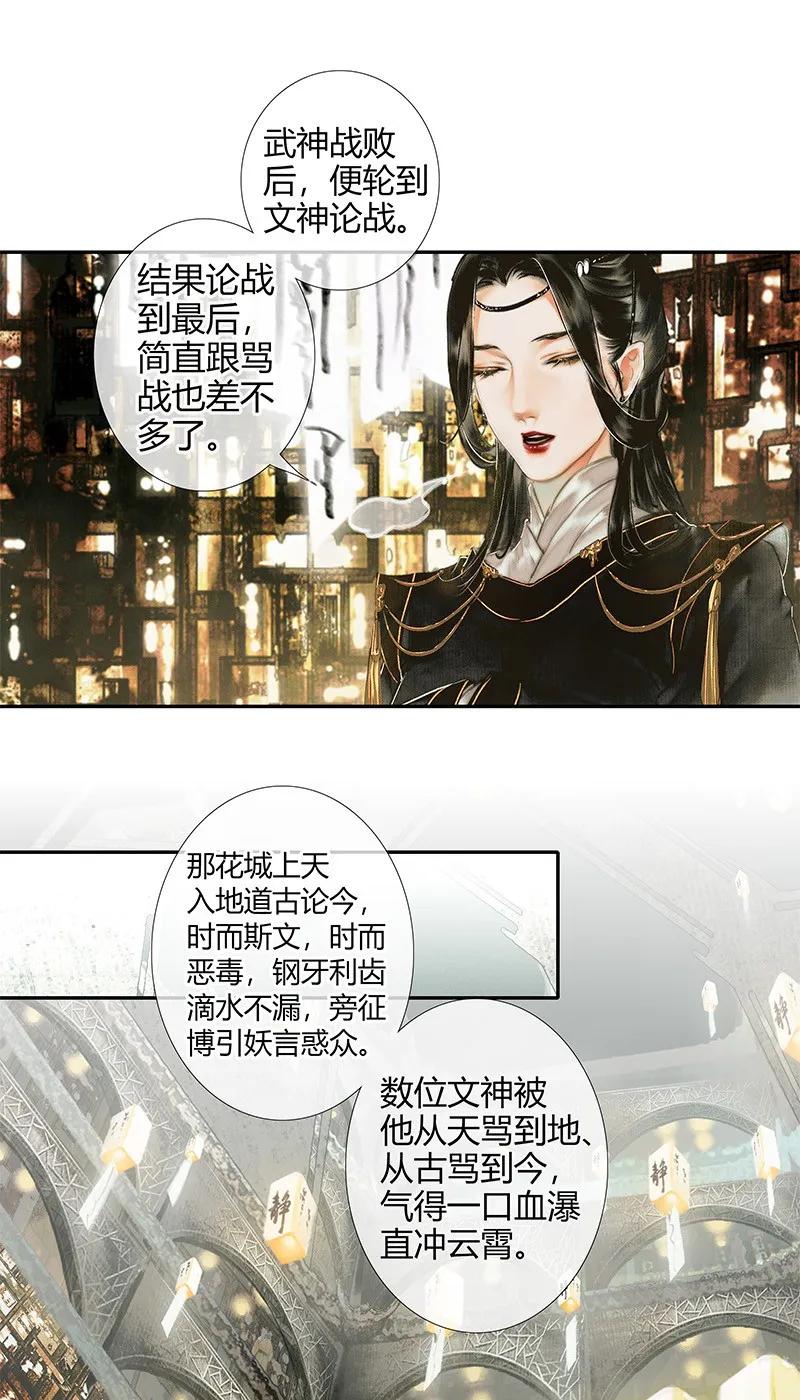 武神战败
后，便轮到
文神论战。
结果论战
到最后，
简直跟骂
战也差不
多了。
那花城上天
入地道古论今，
时而斯文，时而
恶毒，钢牙利齿
滴水不漏，旁征
博引妖言惑众。
数位文神被
他从天骂到地、
从古骂到今，
气得一口血瀑
直冲云霄。
静
静
静